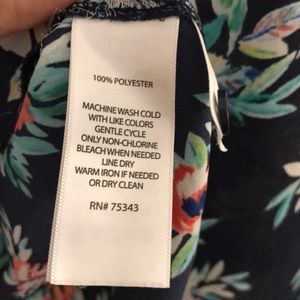 100% POLYESTER
MACHINE WASH COLD
WITH LIKE COLORS
GENTLE CYCLE
ONLY NON-CHLORINE
BLEACH WHEN NEEDED
LINE DRY
WARM IRON IF NEEDED
OR DRY CLEAN
RN# 75343